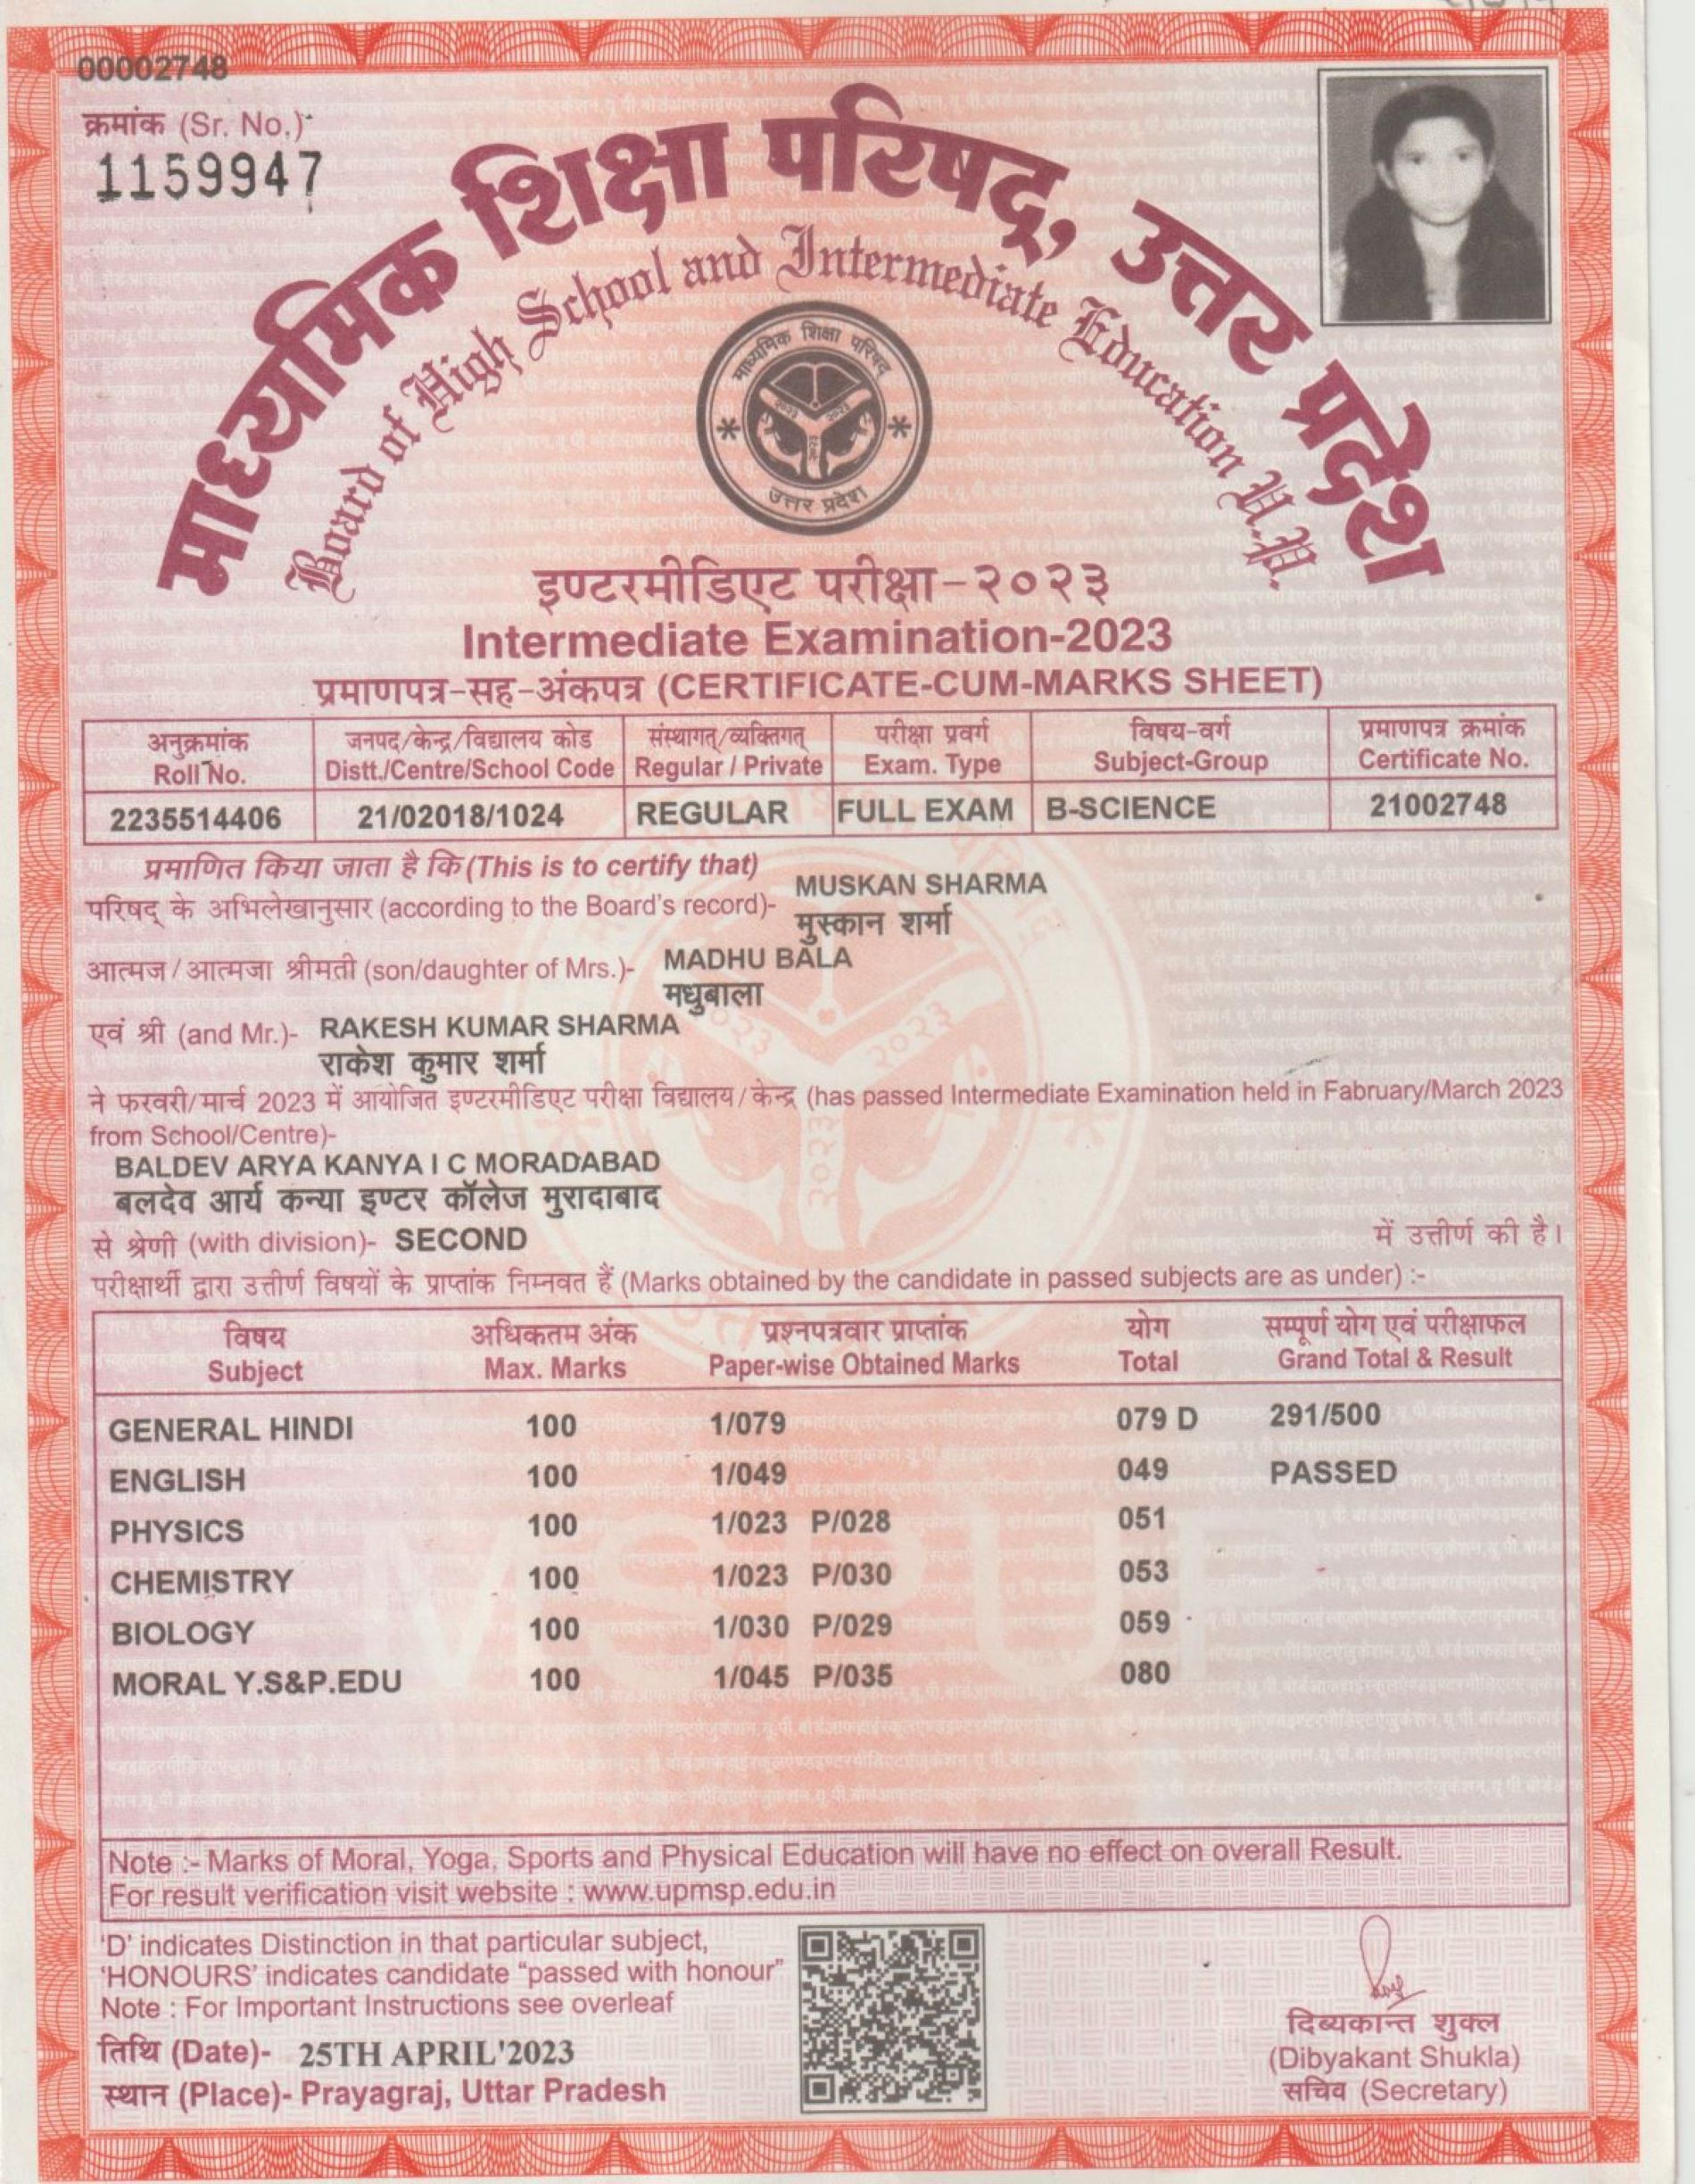 00002748
क्रमांक (Sr. No.)
1159947
माध्यमिक शिक्षा परिषद्, उत्तर प्रदेश
Board of High School and Intermediate Education U.P.
माध्यमिक शिक्षा परिषद
२०२३ २०२३
२०२३
उत्तर प्रदेश
इण्टरमीडिएट परीक्षा-२०२३
Intermediate Examination-2023
प्रमाणपत्र-सह-अंकपत्र (CERTIFICATE-CUM-MARKS SHEET)
अनुक्रमांक जनपद/केन्द्र/विद्यालय कोड संस्थागत्/व्यक्तिगत् परीक्षा प्रवर्ग विषय-वर्ग प्रमाणपत्र क्रमांक
Roll No. Distt./Centre/School Code Regular / Private Exam. Type Subject-Group Certificate No.
2235514406 21/02018/1024 REGULAR FULL EXAM B-SCIENCE 21002748
प्रमाणित किया जाता है कि (This is to certify that)
परिषद् के अभिलेखानुसार (according to the Board's record)- MUSKAN SHARMA
मुस्कान शर्मा
आत्मज / आत्मजा श्रीमती (son/daughter of Mrs.)- MADHU BALA
मधुबाला
एवं श्री (and Mr.)- RAKESH KUMAR SHARMA
राकेश कुमार शर्मा
ने फरवरी/मार्च 2023 में आयोजित इण्टरमीडिएट परीक्षा विद्यालय / केन्द्र (has passed Intermediate Examination held in Fabruary/March 2023
from School/Centre)-
BALDEV ARYA KANYA I C MORADABAD
बलदेव आर्य कन्या इण्टर कॉलेज मुरादाबाद
से श्रेणी (with division)- SECOND में उत्तीर्ण की है।
परीक्षार्थी द्वारा उत्तीर्ण विषयों के प्राप्तांक निम्नवत हैं (Marks obtained by the candidate in passed subjects are as under) :-
विषय अधिकतम अंक प्रश्नपत्रवार प्राप्तांक योग सम्पूर्ण योग एवं परीक्षाफल
Subject Max. Marks Paper-wise Obtained Marks Total Grand Total & Result
GENERAL HINDI 100 1/079 079 D 291/500
ENGLISH 100 1/049 049 PASSED
PHYSICS 100 1/023 P/028 051
CHEMISTRY 100 1/023 P/030 053
BIOLOGY 100 1/030 P/029 059
MORAL Y.S&P.EDU 100 1/045 P/035 080
Note :- Marks of Moral, Yoga, Sports and Physical Education will have no effect on overall Result.
For result verification visit website : www.upmsp.edu.in
'D' indicates Distinction in that particular subject,
'HONOURS' indicates candidate "passed with honour"
Note : For Important Instructions see overleaf
तिथि (Date)- 25TH APRIL'2023
स्थान (Place)- Prayagraj, Uttar Pradesh
दिव्यकान्त शुक्ल
(Dibyakant Shukla)
सचिव (Secretary)